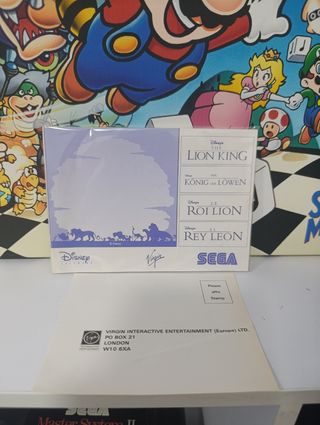 Disney's
THE
LION KING
Disney's
KÖNIG DER LÖWEN
Disney's
LE
ROI LION
Disney's
EL
REY LEON
Disney
Virgin
SEGA
Please
affix
Stamp
VIRGIN INTERACTIVE ENTERTAINMENT (Europe) LTD.
PO BOX 21
LONDON
W10 6XA
SEGA
Master System II